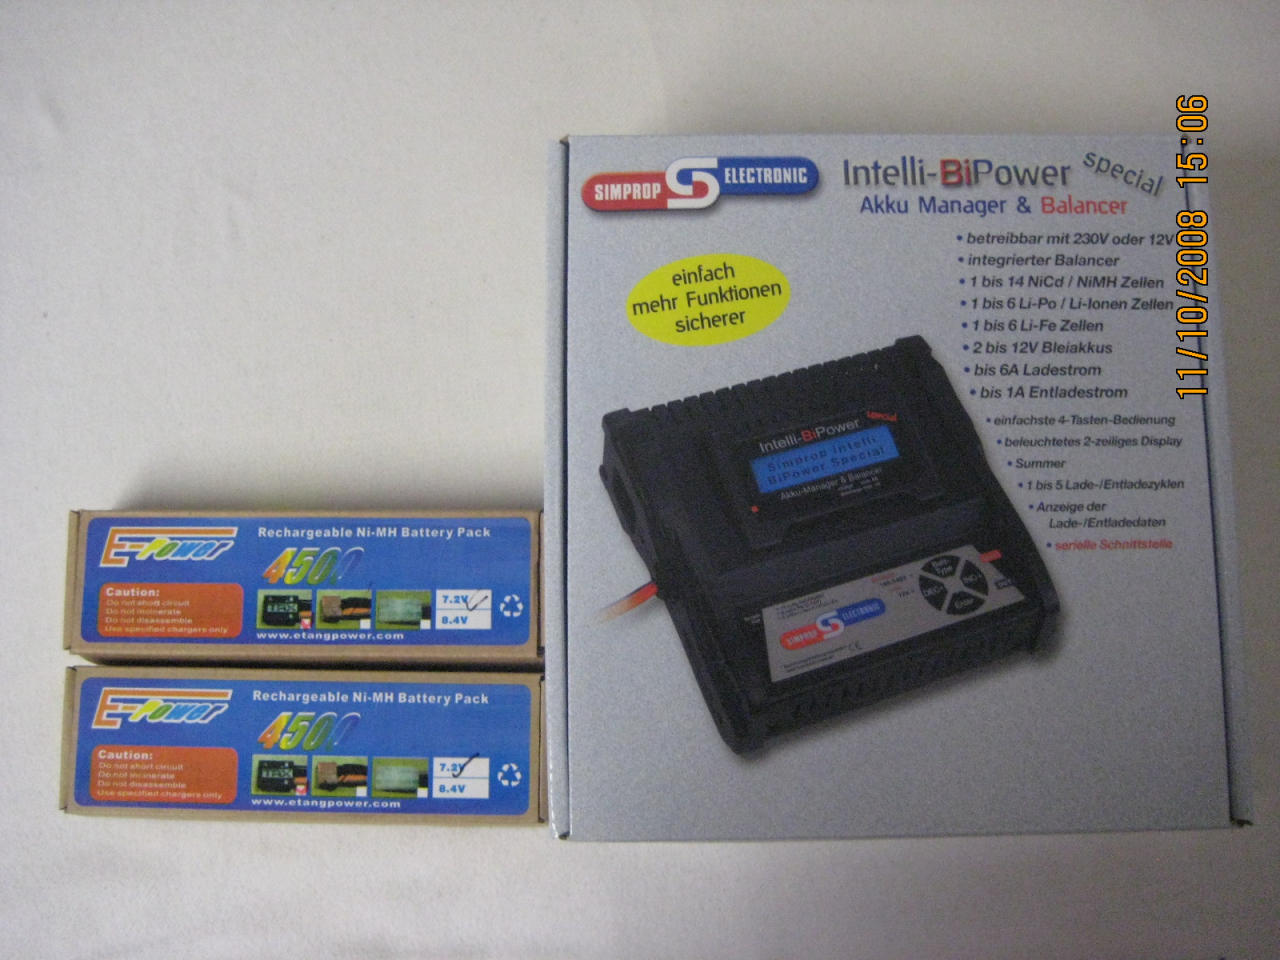 SIMPROP ELECTRONIC
Intelli-BiPower special
Akku Manager & Balancer
einfach
mehr Funktionen
sicherer
• betreibbar mit 230V oder 12V
• integrierter Balancer
• 1 bis 14 NiCd / NiMH Zellen
• 1 bis 6 Li-Po / Li-Ionen Zellen
• 1 bis 6 Li-Fe Zellen
• 2 bis 12V Bleiakkus
• bis 6A Ladestrom
• bis 1A Entladestrom
• einfachste 4-Tasten-Bedienung
• beleuchtetes 2-zeiliges Display
• Summer
• 1 bis 5 Lade-/Entladezyklen
• Anzeige der
Lade-/Entladedaten
• serielle Schnittstelle
Intelli-BiPower special
Simprop Intelli
BiPower Special
Akku-Manager & Balancer
SIMPROP ELECTRONIC
11/10/2008 15:06
E-Power
Rechargeable Ni-MH Battery Pack
4500
Caution:
Do not short circuit
Do not incinerate
Do not disassemble
Use specified chargers only
7.2V
8.4V
www.etangpower.com
E-Power
Rechargeable Ni-MH Battery Pack
4500
Caution:
Do not short circuit
Do not incinerate
Do not disassemble
Use specified chargers only
7.2V
8.4V
www.etangpower.com